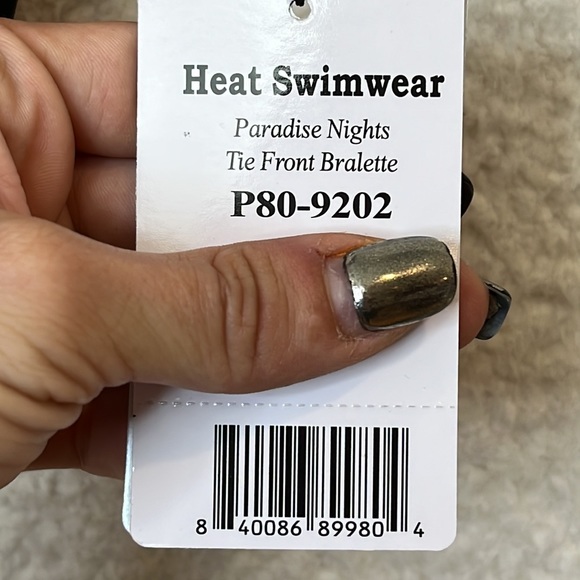 Heat Swimwear
Paradise Nights
Tie Front Bralette
P80-9202
8 40086 89980 4